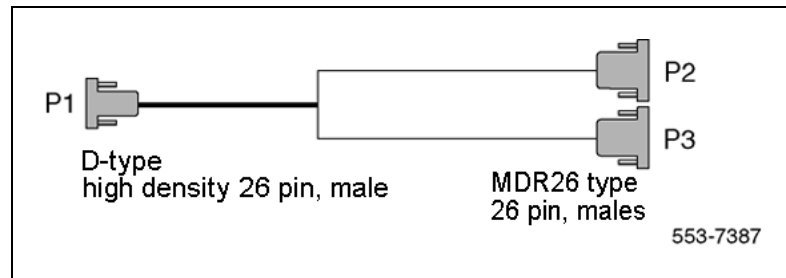 P1
P2
P3
D-type
high density 26 pin, male
MDR26 type
26 pin, males
553-7387